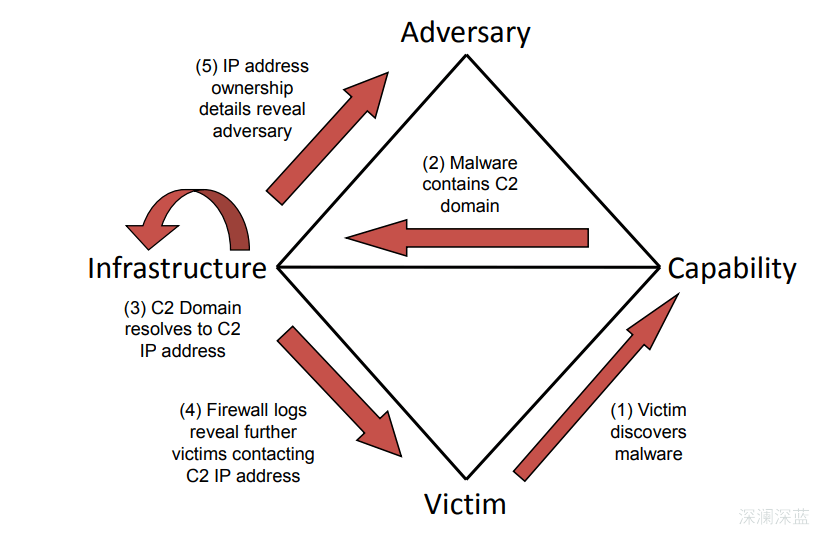 Adversary
(5) IP address
ownership
details reveal
adversary
(2) Malware
contains C2
domain
Infrastructure
Capability
(3) C2 Domain
resolves to C2
IP address
(4) Firewall logs
reveal further
victims contacting
C2 IP address
(1) Victim
discovers
malware
Victim
深澜深蓝